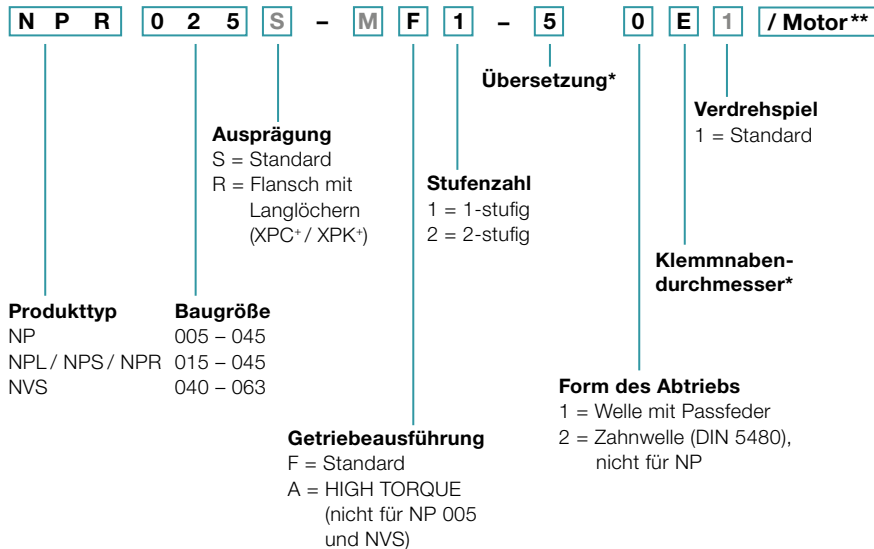 N P R 0 2 5 S – M F 1 – 5 0 E 1 / Motor**
Übersetzung*
Verdrehspiel
1 = Standard
Ausprägung
S = Standard
R = Flansch mit
Langlöchern
(XPC+ / XPK+)
Stufenzahl
1 = 1-stufig
2 = 2-stufig
Klemmnaben-
durchmesser*
Produkttyp
NP
NPL / NPS / NPR
NVS
Baugröße
005 – 045
015 – 045
040 – 063
Form des Abtriebs
1 = Welle mit Passfeder
2 = Zahnwelle (DIN 5480),
nicht für NP
Getriebeausführung
F = Standard
A = HIGH TORQUE
(nicht für NP 005
und NVS)